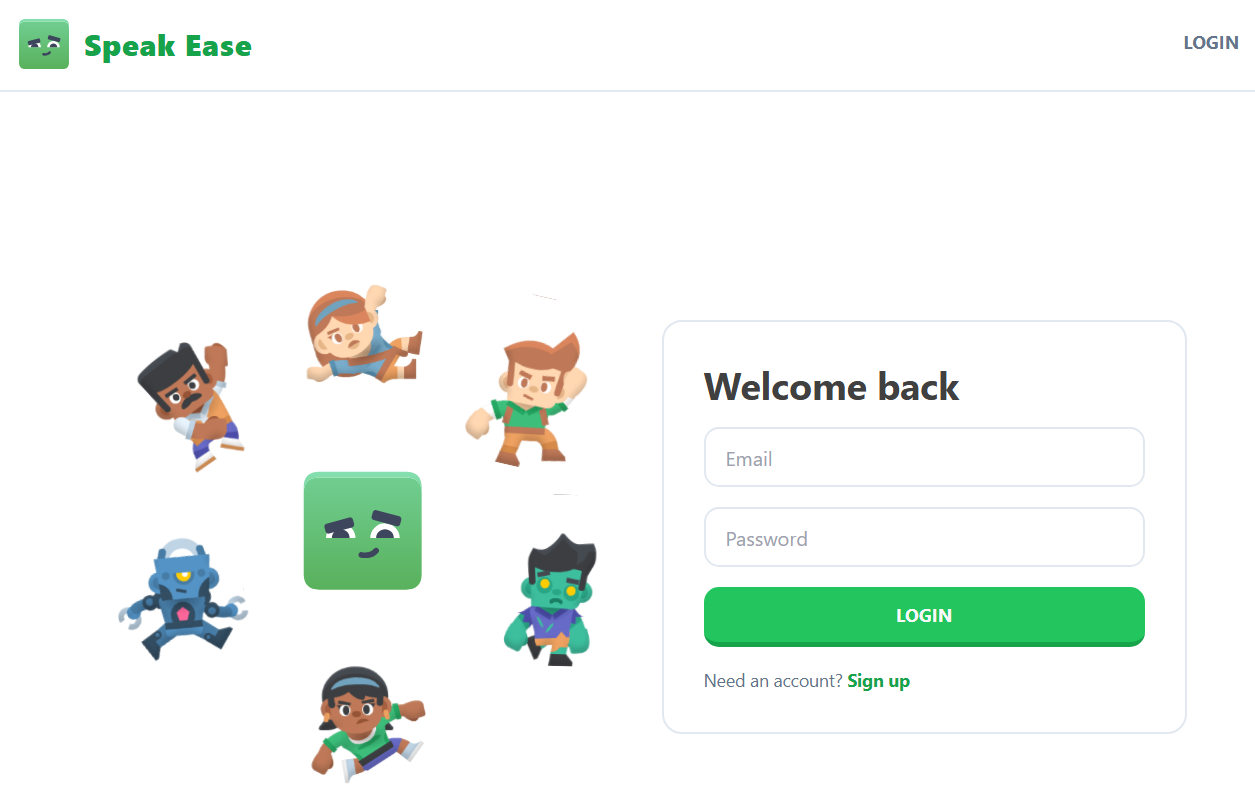 Speak Ease
LOGIN
Welcome back
Email
Password
LOGIN
Need an account? Sign up